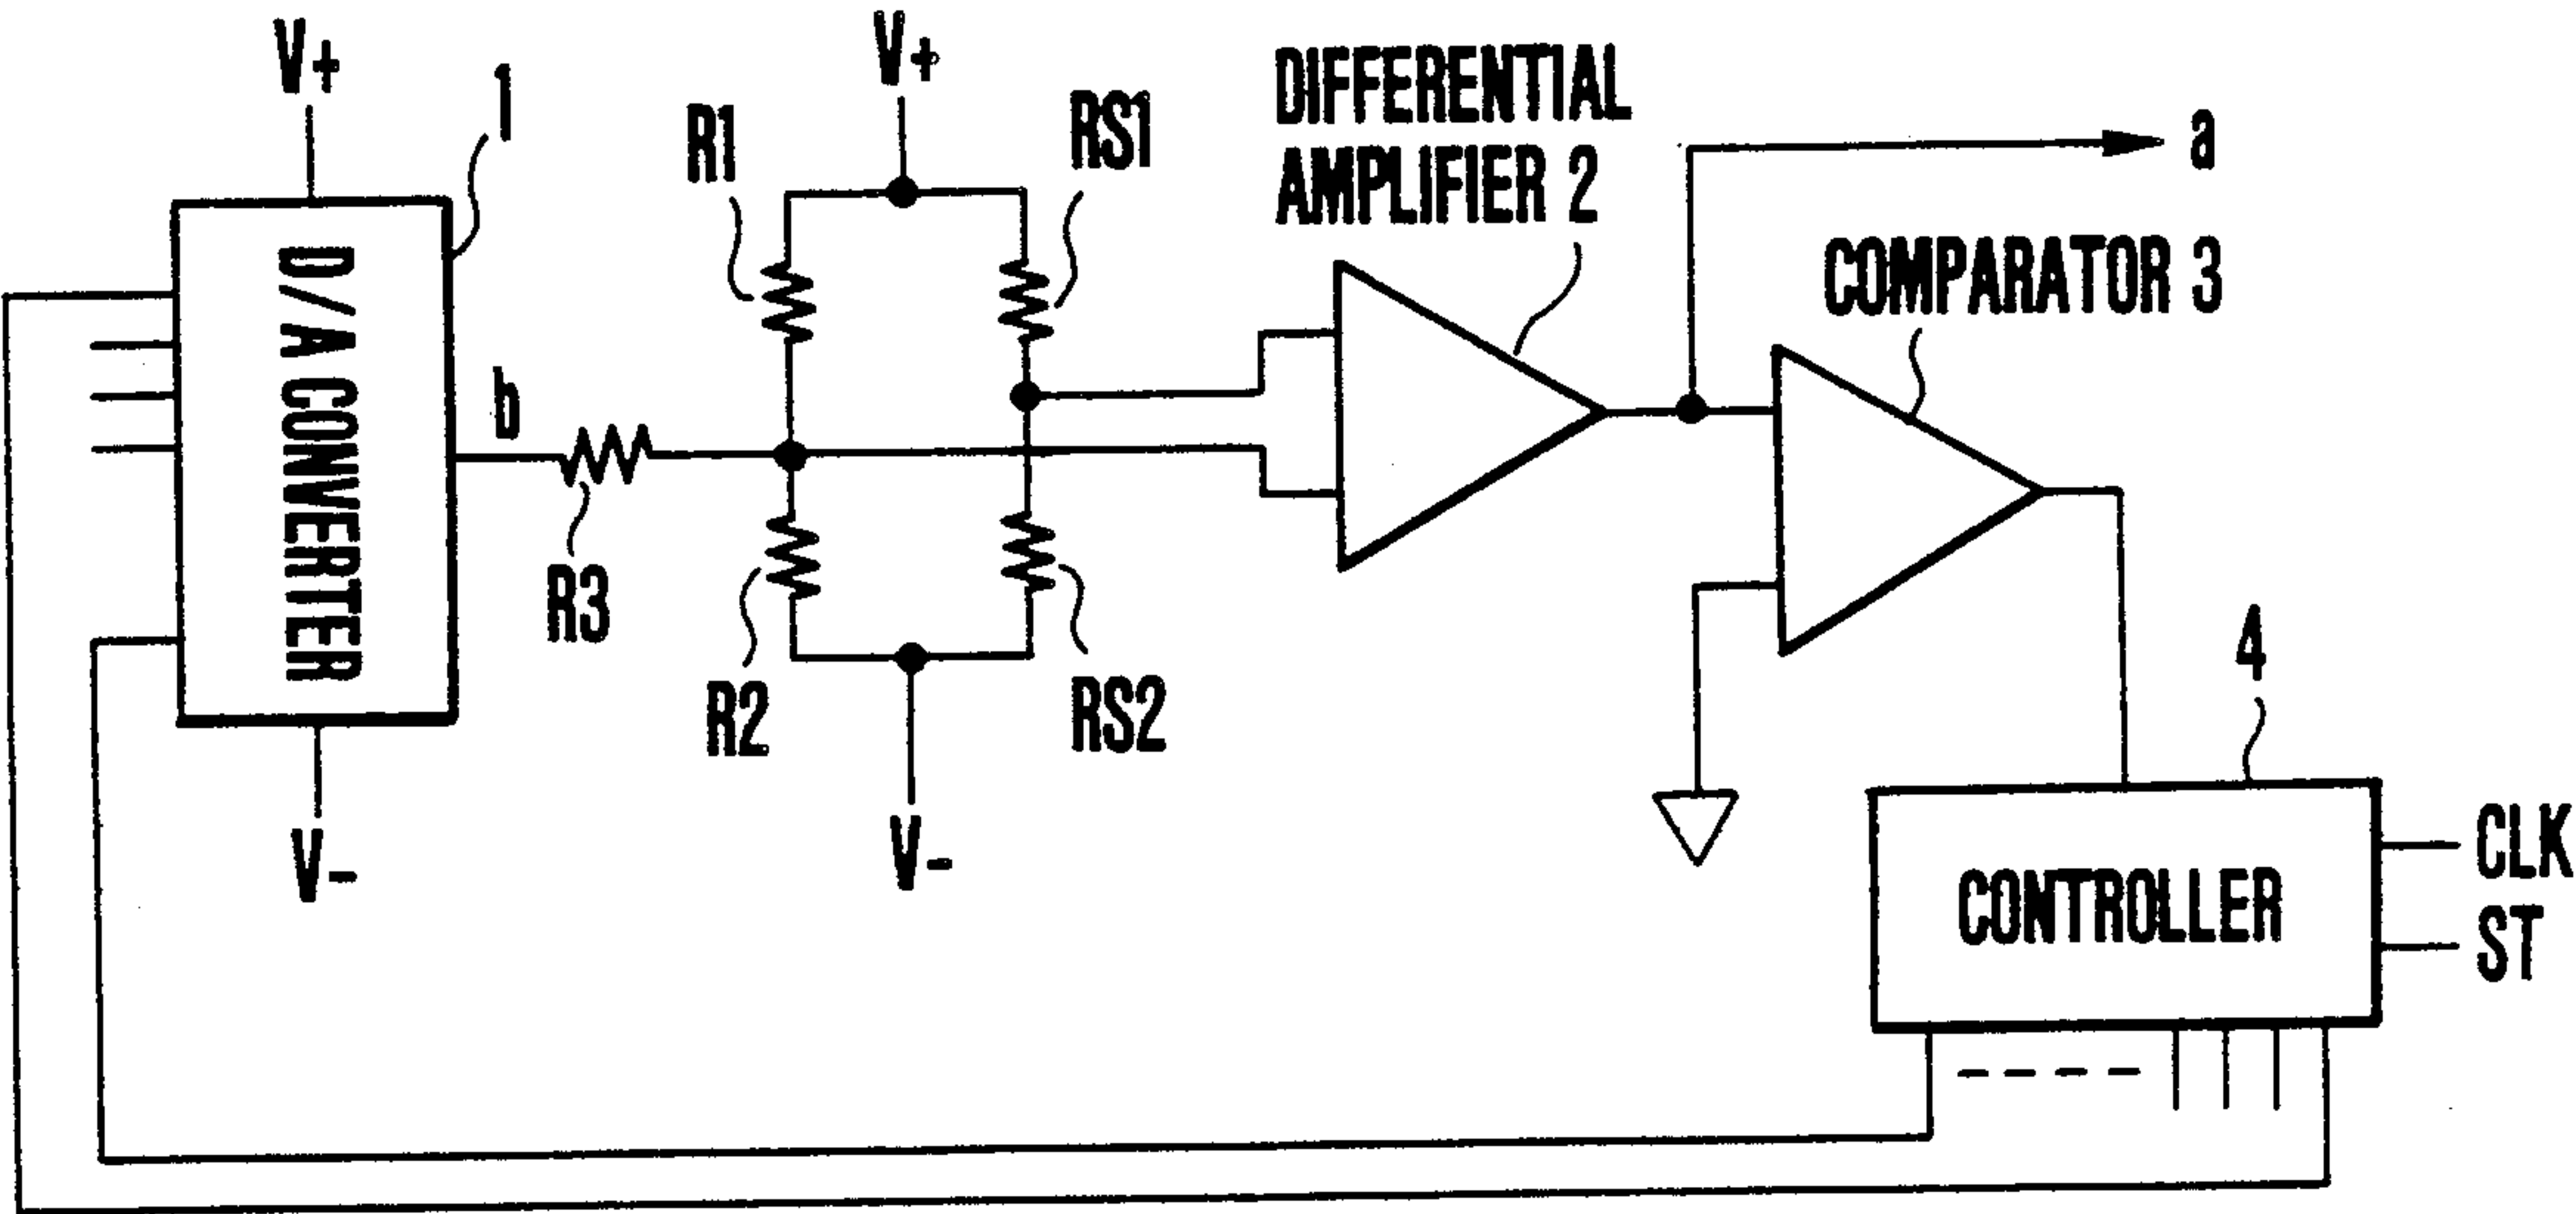 V+
1
D/A CONVERTER
V-
b
R3
V+
R1
RS1
R2
RS2
V-
DIFFERENTIAL
AMPLIFIER 2
a
COMPARATOR 3
4
CONTROLLER
CLK
ST